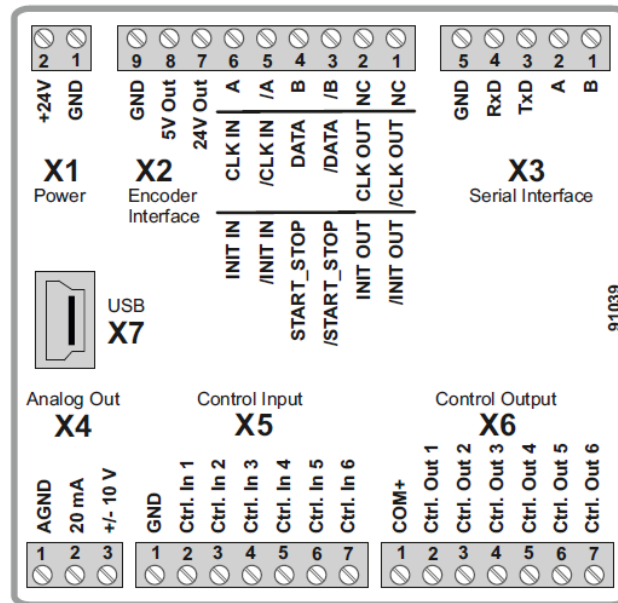 2 1
9 8 7 6 5 4 3 2 1
5 4 3 2 1
+24V
GND
GND
5V Out
24V Out
A
/A
B
/B
NC
NC
GND
RxD
TxD
A
B
CLK IN
/CLK IN
DATA
/DATA
CLK OUT
/CLK OUT
INIT IN
/INIT IN
START_STOP
/START_STOP
INIT OUT
/INIT OUT
X1
Power
X2
Encoder
Interface
X3
Serial Interface
USB
X7
91039
Analog Out
X4
Control Input
X5
Control Output
X6
AGND
20 mA
+/- 10 V
GND
Ctrl. In 1
Ctrl. In 2
Ctrl. In 3
Ctrl. In 4
Ctrl. In 5
Ctrl. In 6
COM+
Ctrl. Out 1
Ctrl. Out 2
Ctrl. Out 3
Ctrl. Out 4
Ctrl. Out 5
Ctrl. Out 6
1 2 3
1 2 3 4 5 6 7
1 2 3 4 5 6 7